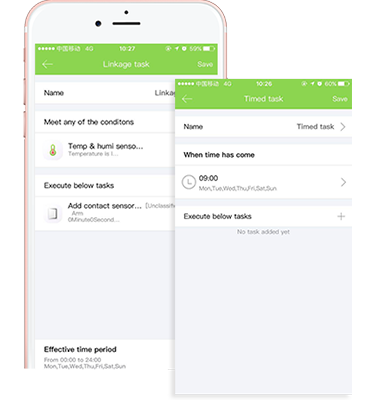 中国移动 4G 10:27 59%
Linkage task Save
Name Linkag
Meet any of the conditons
Temp & humi senso...
Temperature is l...
Execute below tasks
Add contact sensor... [Unclassifie
Arm
0Minute0Second...
Effective time period
From 00:00 to 24:00
Mon,Tue,Wed,Thu,Fri,Sat,Sun
中国移动 4G 10:26 60%
Timed task Save
Name Timed task
When time has come
09:00
Mon,Tue,Wed,Thu,Fri,Sat,Sun
Execute below tasks
No task added yet